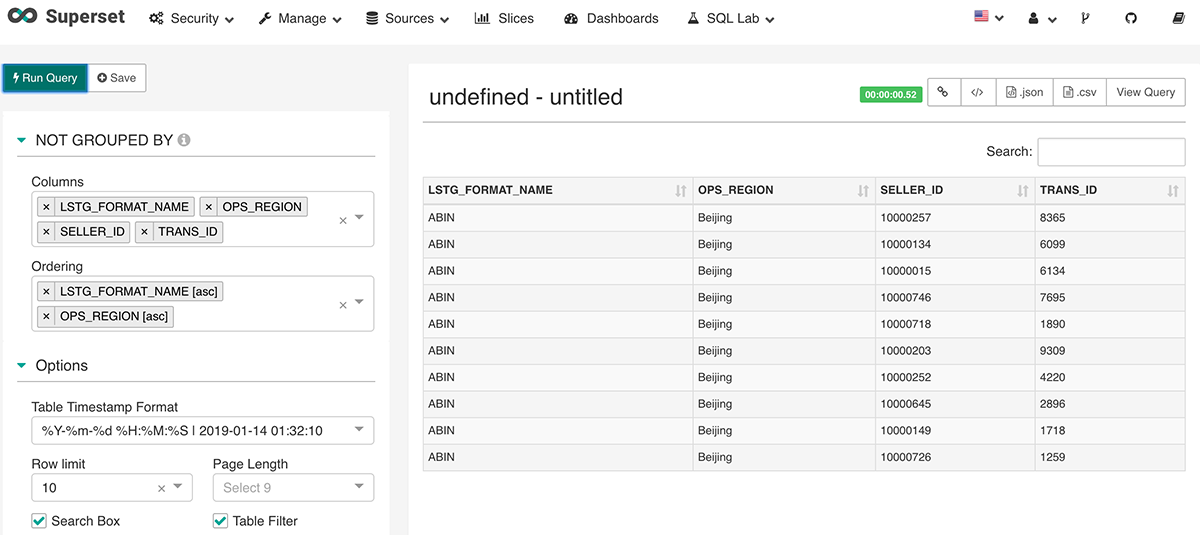 Superset Security Manage Sources Slices Dashboards SQL Lab
Run Query Save
undefined - untitled
00:00:00.52 </> .json .csv View Query
NOT GROUPED BY
Columns
× LSTG_FORMAT_NAME × OPS_REGION
× SELLER_ID × TRANS_ID
×
Ordering
× LSTG_FORMAT_NAME [asc]
× OPS_REGION [asc]
×
Options
Table Timestamp Format
%Y-%m-%d %H:%M:%S | 2019-01-14 01:32:10
Row limit Page Length
10 × Select 9
Search Box Table Filter
Search:
LSTG_FORMAT_NAME OPS_REGION SELLER_ID TRANS_ID
ABIN Beijing 10000257 8365
ABIN Beijing 10000134 6099
ABIN Beijing 10000015 6134
ABIN Beijing 10000746 7695
ABIN Beijing 10000718 1890
ABIN Beijing 10000203 9309
ABIN Beijing 10000252 4220
ABIN Beijing 10000645 2896
ABIN Beijing 10000149 1718
ABIN Beijing 10000726 1259